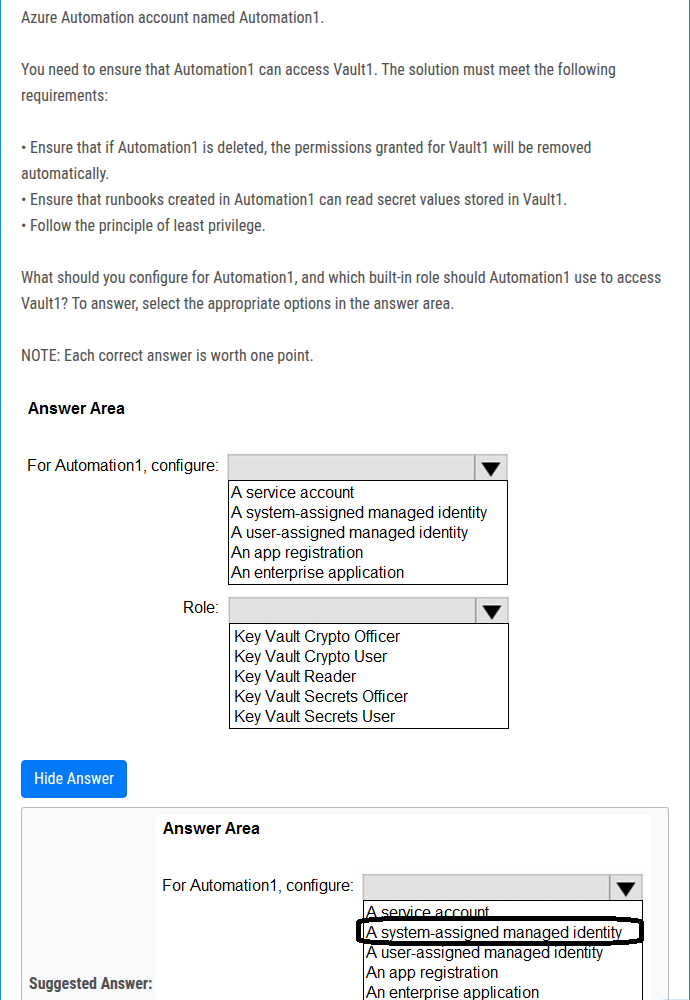 Azure Automation account named Automation1.
You need to ensure that Automation1 can access Vault1. The solution must meet the following
requirements:
• Ensure that if Automation1 is deleted, the permissions granted for Vault1 will be removed
automatically.
• Ensure that runbooks created in Automation1 can read secret values stored in Vault1.
• Follow the principle of least privilege.
What should you configure for Automation1, and which built-in role should Automation1 use to access
Vault1? To answer, select the appropriate options in the answer area.
NOTE: Each correct answer is worth one point.
Answer Area
For Automation1, configure:
A service account
A system-assigned managed identity
A user-assigned managed identity
An app registration
An enterprise application
Role:
Key Vault Crypto Officer
Key Vault Crypto User
Key Vault Reader
Key Vault Secrets Officer
Key Vault Secrets User
Hide Answer
Answer Area
For Automation1, configure:
A service account
A system-assigned managed identity
A user-assigned managed identity
An app registration
Suggested Answer:
An enterprise application